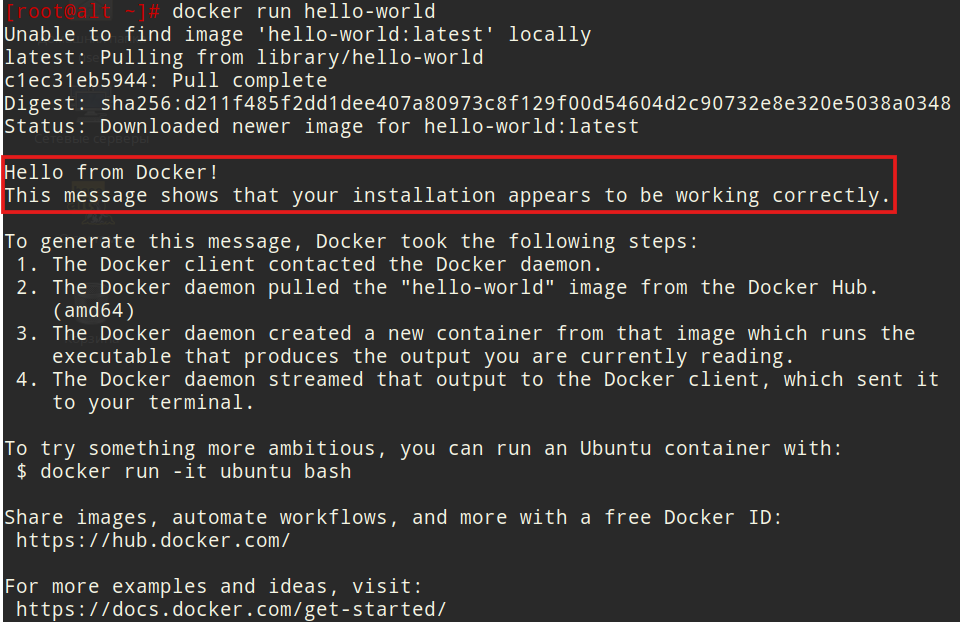 [root@alt ~]# docker run hello-world
Unable to find image 'hello-world:latest' locally
latest: Pulling from library/hello-world
c1ec31eb5944: Pull complete
Digest: sha256:d211f485f2dd1dee407a80973c8f129f00d54604d2c90732e8e320e5038a0348
Status: Downloaded newer image for hello-world:latest

Hello from Docker!
This message shows that your installation appears to be working correctly.

To generate this message, Docker took the following steps:
 1. The Docker client contacted the Docker daemon.
 2. The Docker daemon pulled the "hello-world" image from the Docker Hub.
    (amd64)
 3. The Docker daemon created a new container from that image which runs the
    executable that produces the output you are currently reading.
 4. The Docker daemon streamed that output to the Docker client, which sent it
    to your terminal.

To try something more ambitious, you can run an Ubuntu container with:
 $ docker run -it ubuntu bash

Share images, automate workflows, and more with a free Docker ID:
 https://hub.docker.com/

For more examples and ideas, visit:
 https://docs.docker.com/get-started/